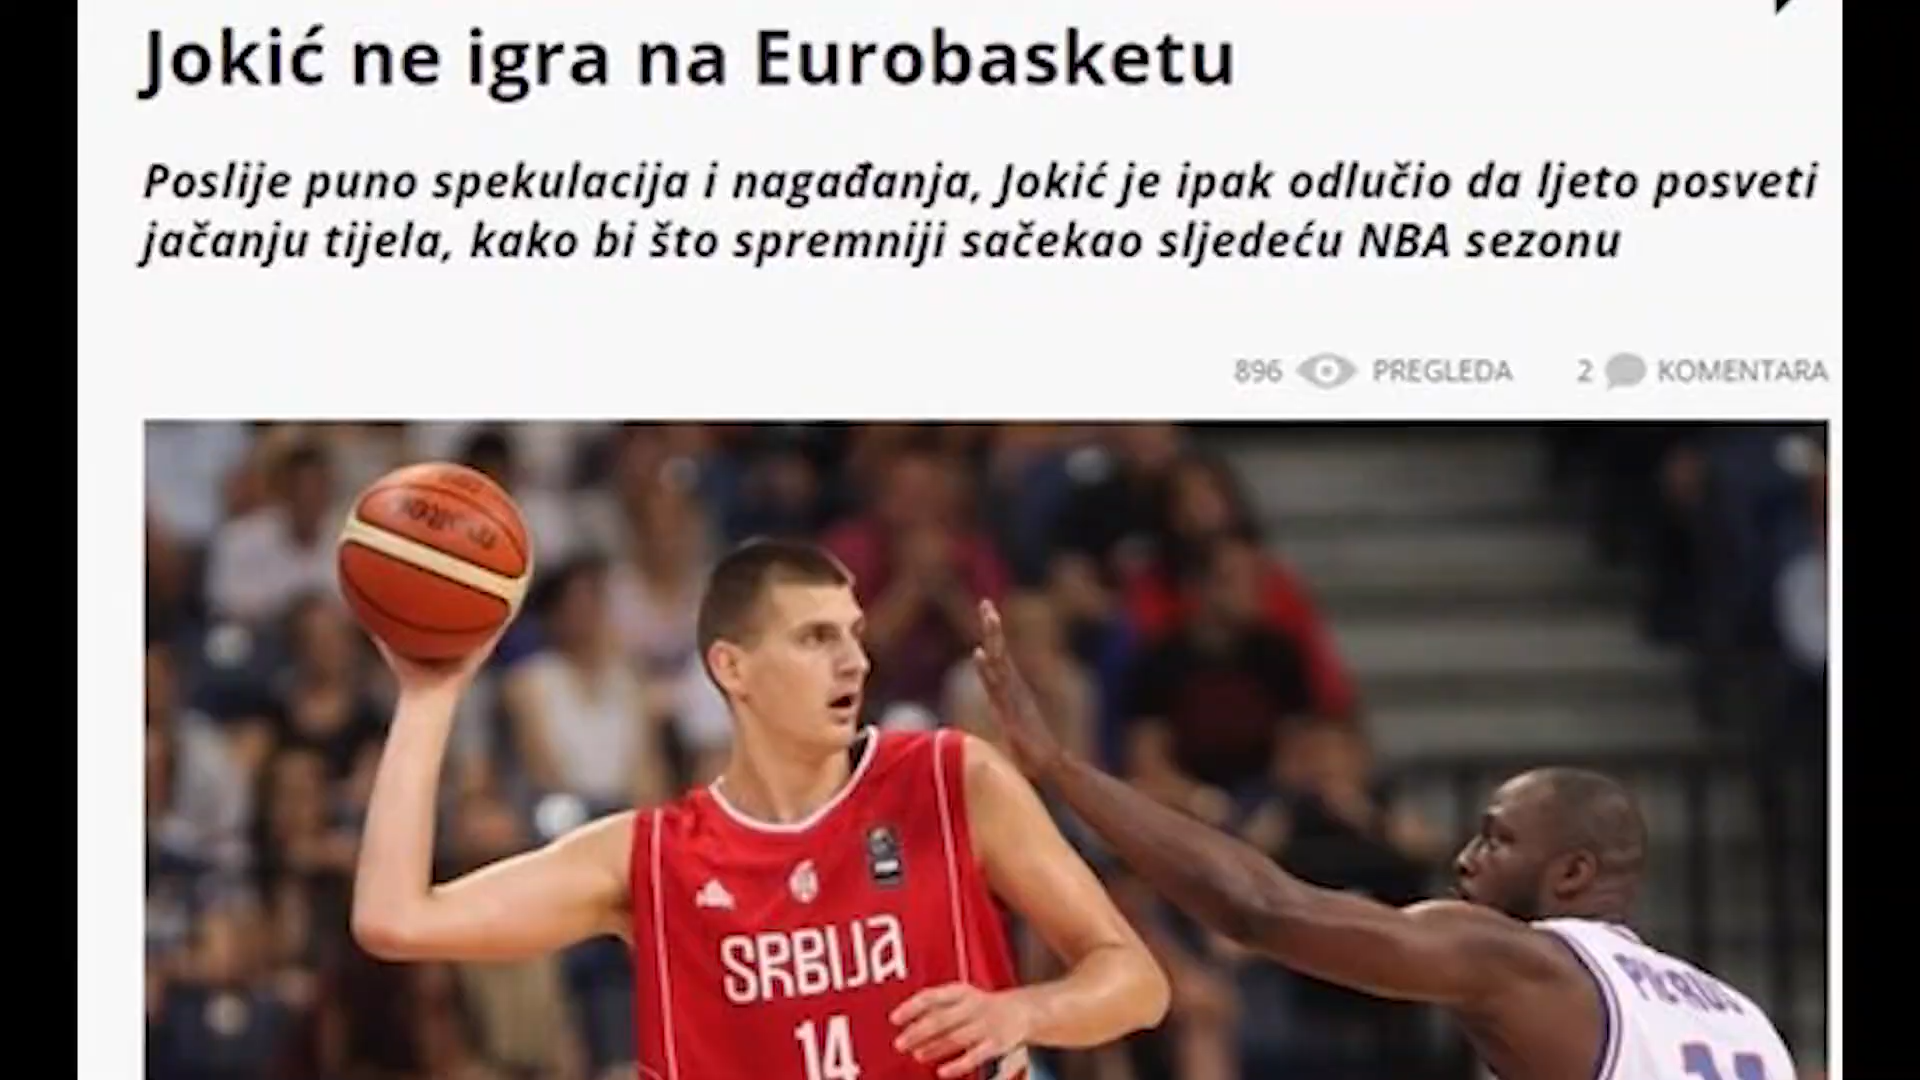 Jokić ne igra na Eurobasketu
Poslije puno spekulacija i nagađanja, Jokić je ipak odlučio da ljeto posveti
jačanju tijela, kako bi što spremniji sačekao sljedeću NBA sezonu
896 PREGLEDA 2 KOMENTARA
SRBIJA
14